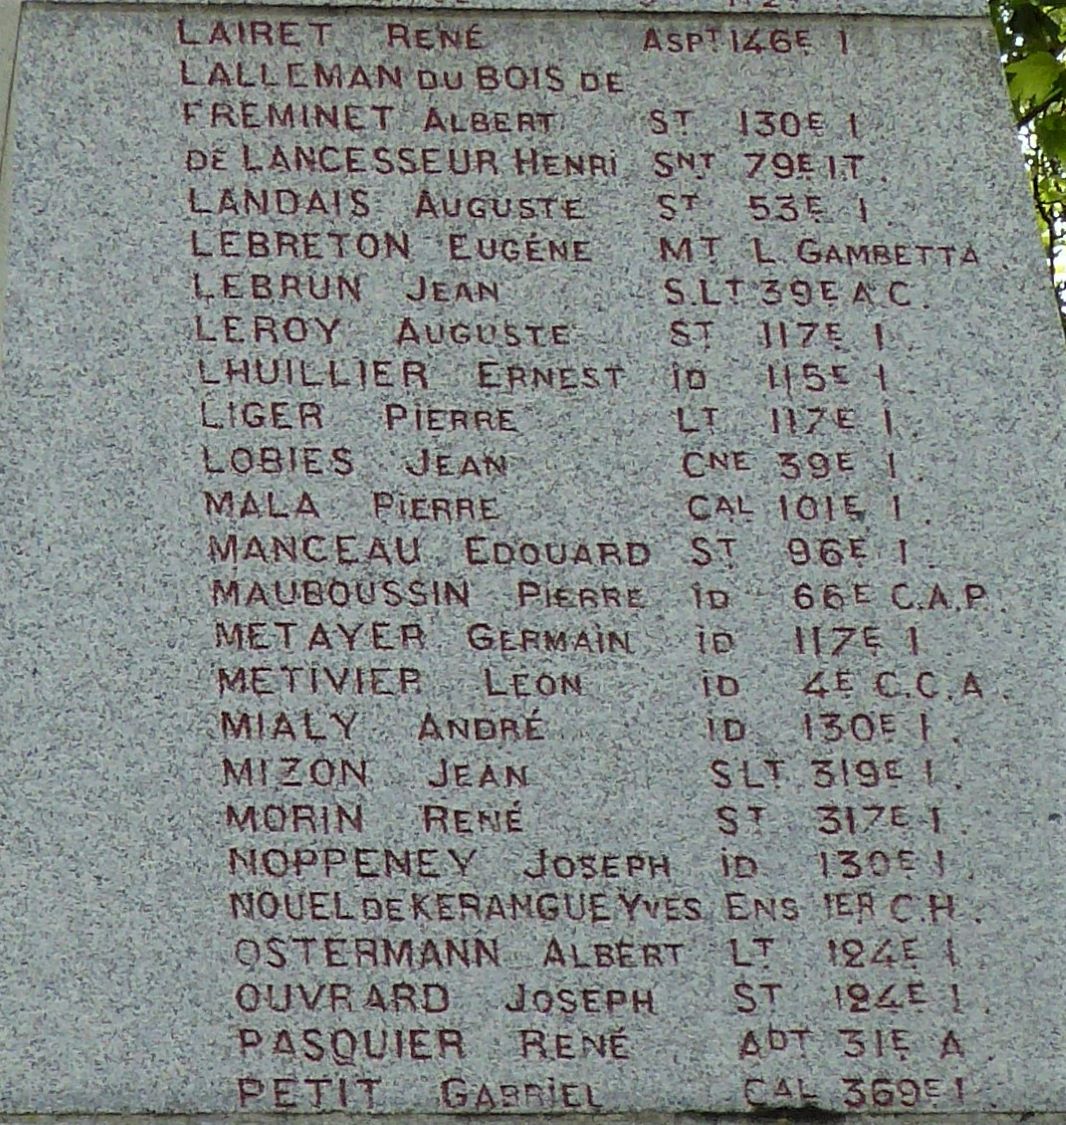 LAIRET RENÉ ASPT 146E I
LALLEMAN DU BOIS DE
FREMINET ALBERT ST 130E I
DE LANCESSEUR HENRI SNT 79E I.T.
LANDAIS AUGUSTE ST 53E I.
LEBRETON EUGÉNE MT L. GAMBETTA.
LEBRUN JEAN S.LT 39E A.C.
LEROY AUGUSTE ST 117E I.
LHUILLIER ERNEST ID 115E I.
LIGER PIERRE LT 117E I.
LOBIES JEAN CNE 39E I.
MALA PIERRE CAL 101E I.
MANCEAU EDOUARD ST 96E I.
MAUBOUSSIN PIERRE ID 66E C.A.P.
METAYER GERMAIN ID 117E I.
METIVIER LEON ID 4E C.C.A.
MIALY ANDRÉ ID 130E I.
MIZON JEAN SLT 319E I.
MORIN RENÉ ST 317E I.
NOPPENEY JOSEPH ID 130E I.
NOUEL DE KERANGUE YVES ENS 1ER C.H.
OSTERMANN ALBERT LT 124E I.
OUVRARD JOSEPH ST 124E I.
PASQUIER RENÉ ADT 31E A.
PETIT GABRIEL CAL 369E I.